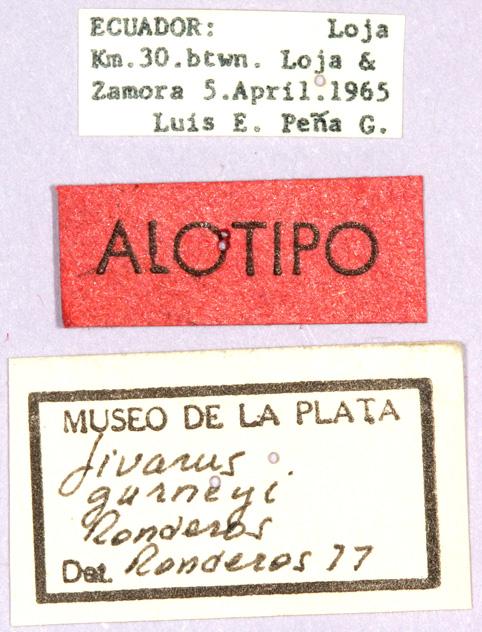 ECUADOR: Loja
Km.30.btwn. Loja &
Zamora 5.April.1965
Luis E. Peña G.
ALOTIPO
MUSEO DE LA PLATA
Jivarus
gurneyi
Ronderos
Det. Ronderos 77